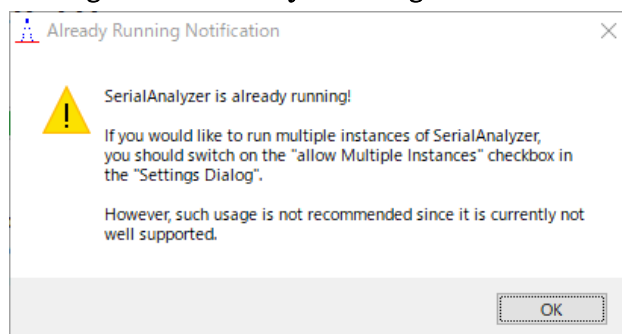 Already Running Notification
SerialAnalyzer is already running!
If you would like to run multiple instances of SerialAnalyzer,
you should switch on the "allow Multiple Instances" checkbox in
the "Settings Dialog".
However, such usage is not recommended since it is currently not
well supported.
OK